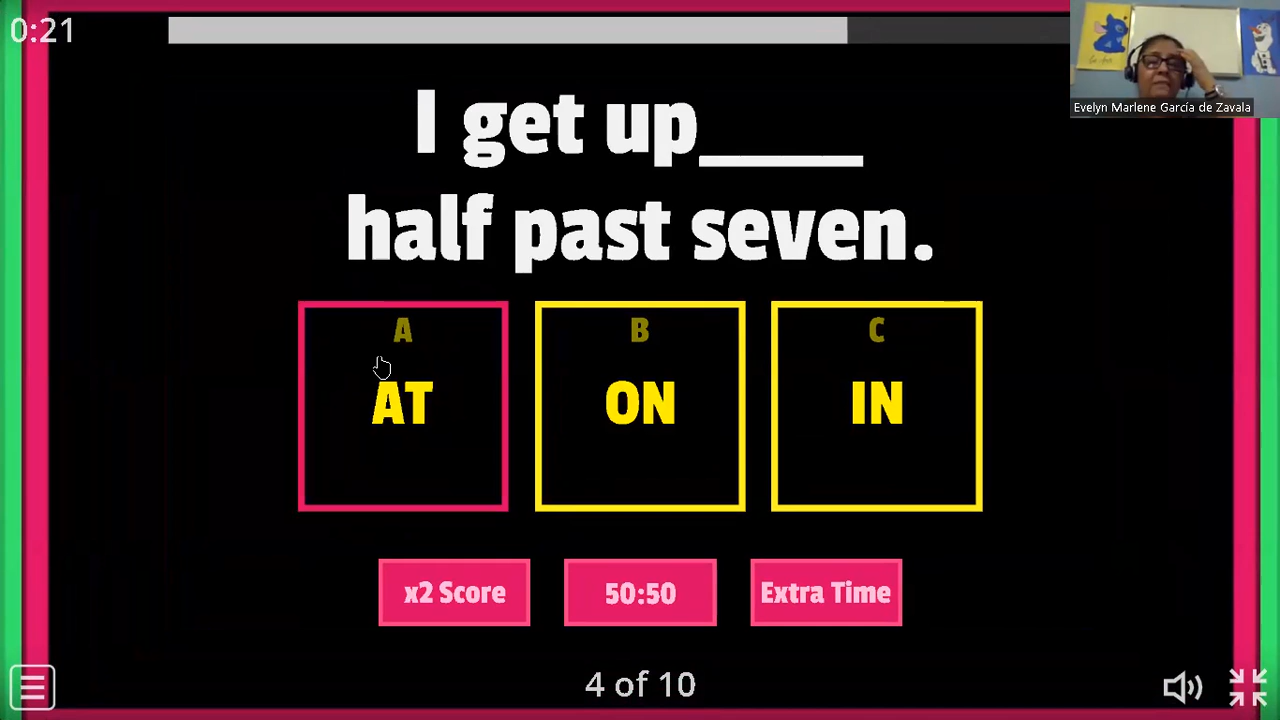 0:21
Evelyn Marlene García de Zavala
I get up____
half past seven.
A
AT
B
ON
C
IN
x2 Score
50:50
Extra Time
4 of 10